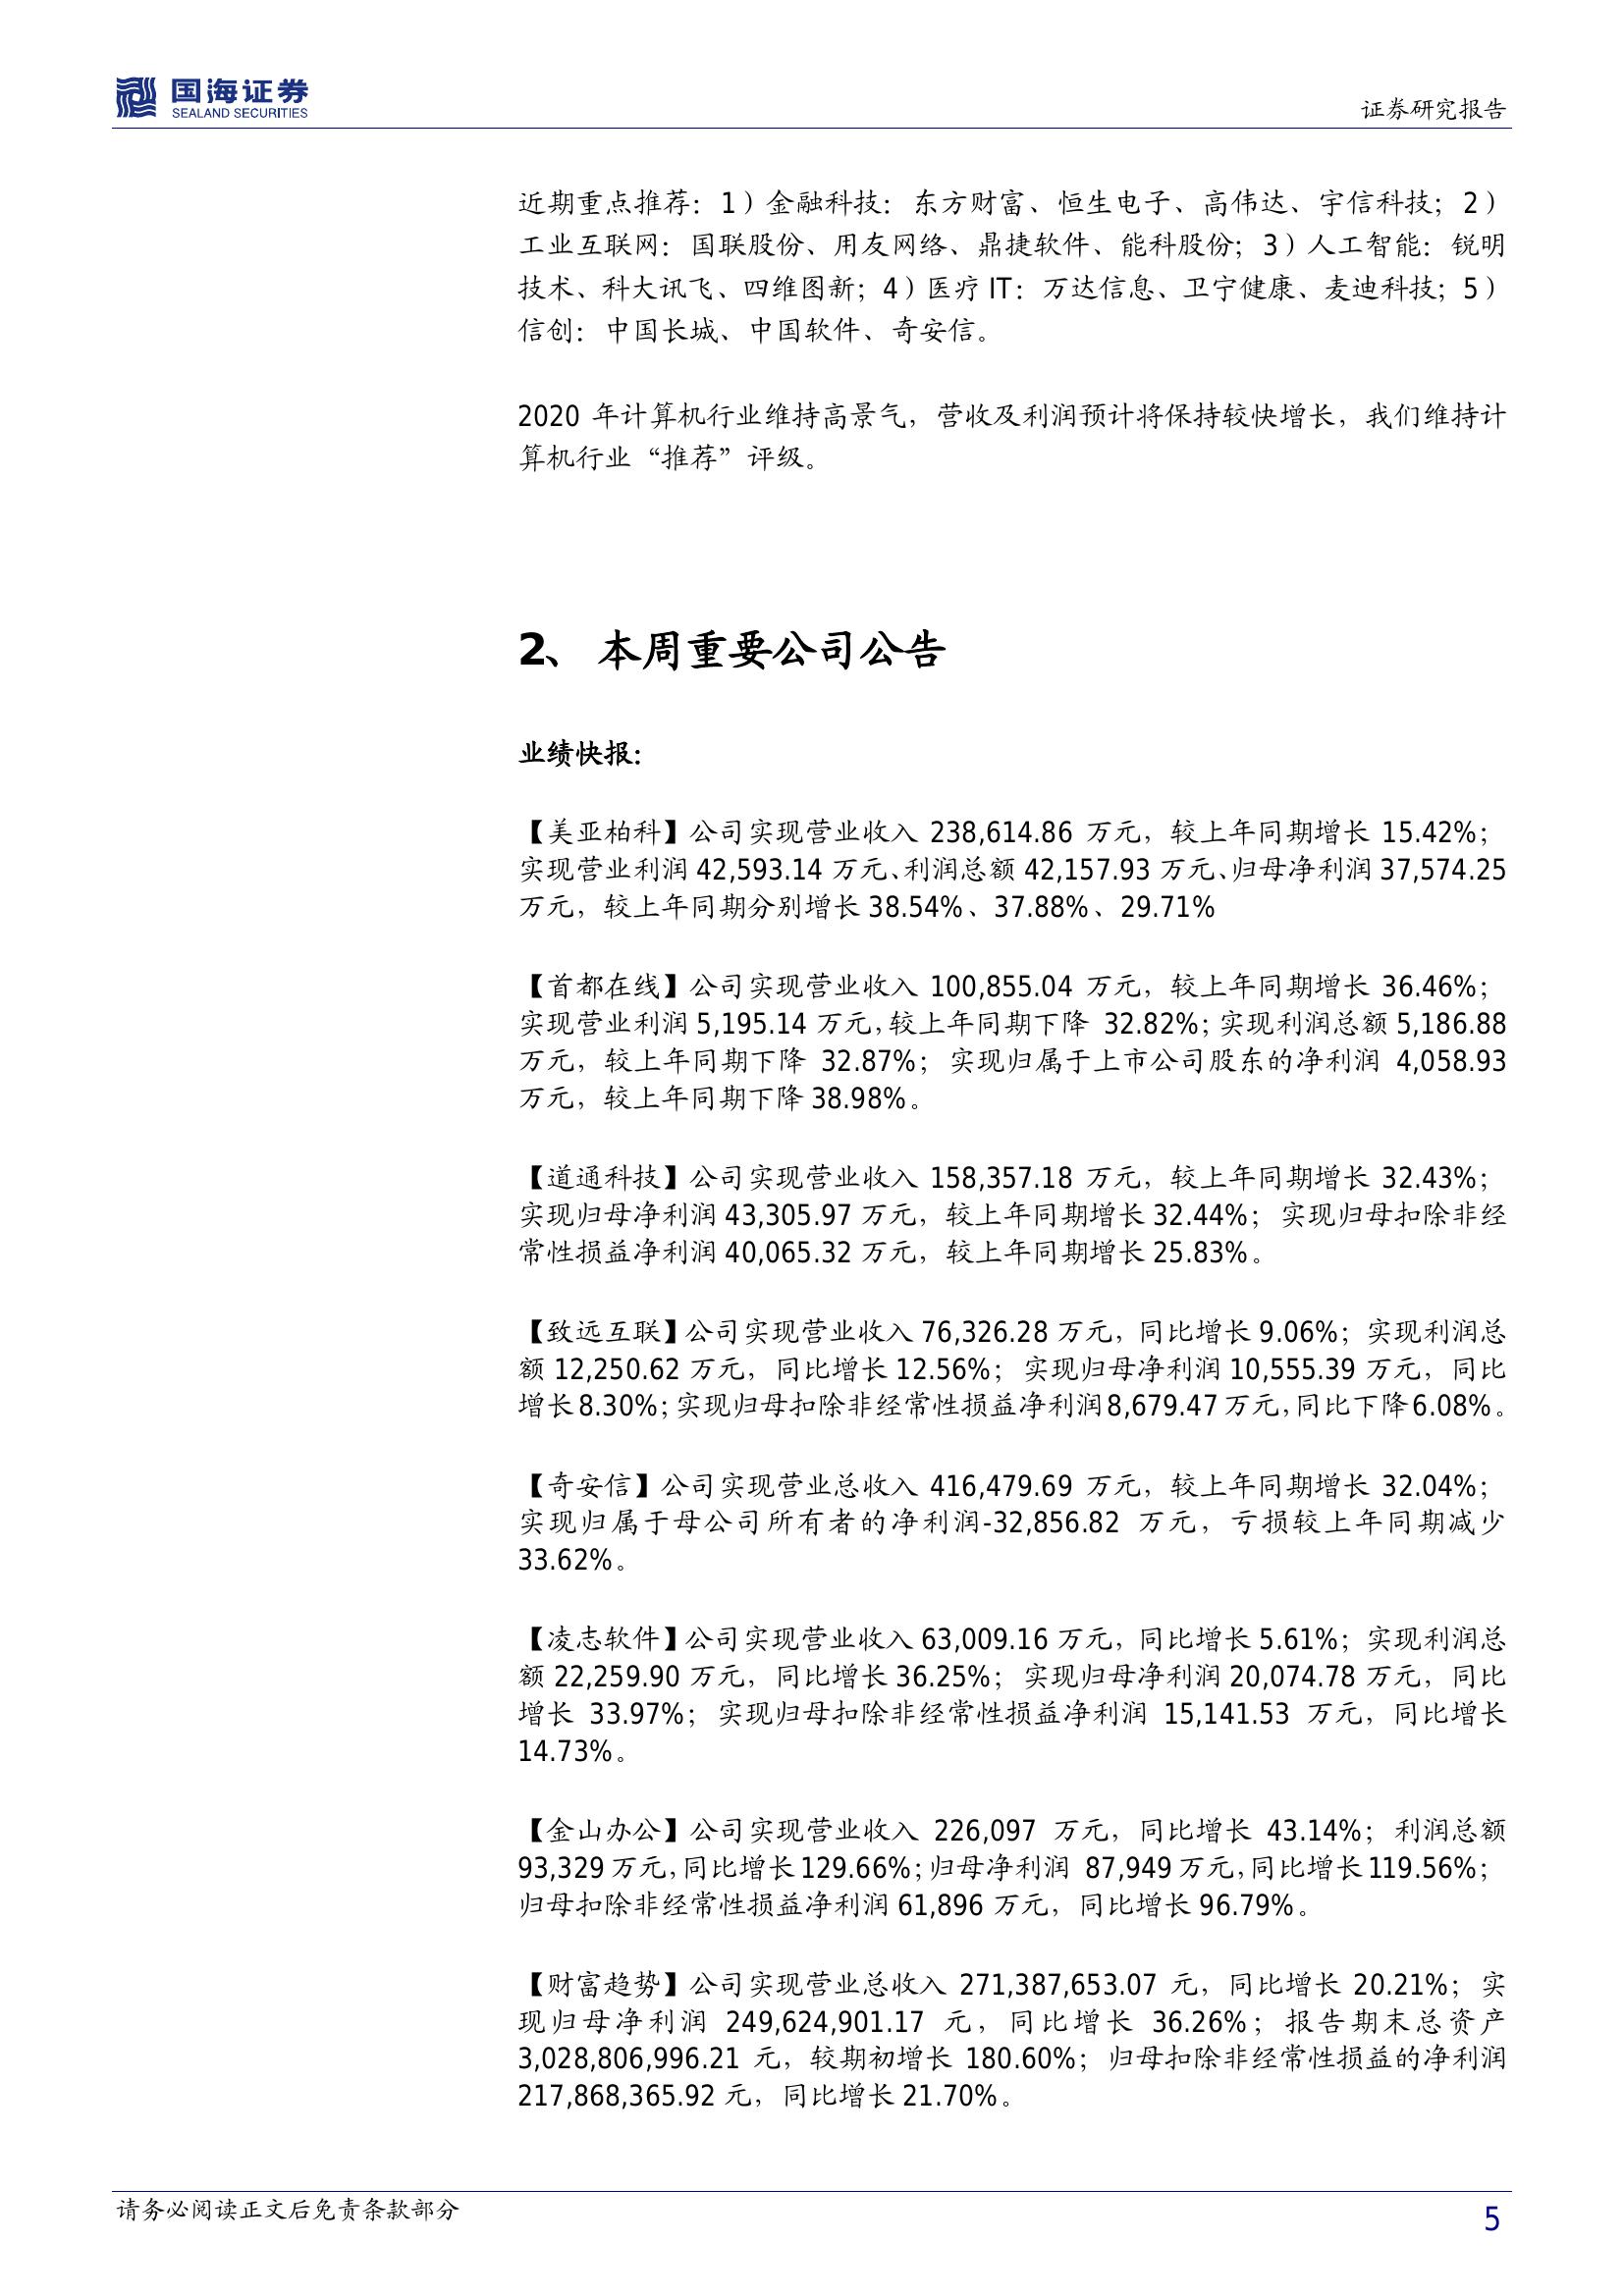 国海证券
SEALAND SECURITIES
证券研究报告
近期重点推荐：1）金融科技：东方财富、恒生电子、高伟达、宇信科技；2）
工业互联网：国联股份、用友网络、鼎捷软件、能科股份；3）人工智能：锐明
技术、科大讯飞、四维图新；4）医疗 IT：万达信息、卫宁健康、麦迪科技；5）
信创：中国长城、中国软件、奇安信。
2020 年计算机行业维持高景气，营收及利润预计将保持较快增长，我们维持计
算机行业“推荐”评级。
2、 本周重要公司公告
业绩快报：
【美亚柏科】公司实现营业收入 238,614.86 万元，较上年同期增长 15.42%；
实现营业利润 42,593.14 万元、利润总额 42,157.93 万元、归母净利润 37,574.25
万元，较上年同期分别增长 38.54%、37.88%、29.71%
【首都在线】公司实现营业收入 100,855.04 万元，较上年同期增长 36.46%；
实现营业利润 5,195.14 万元，较上年同期下降 32.82%；实现利润总额 5,186.88
万元，较上年同期下降 32.87%；实现归属于上市公司股东的净利润 4,058.93
万元，较上年同期下降 38.98%。
【道通科技】公司实现营业收入 158,357.18 万元，较上年同期增长 32.43%；
实现归母净利润 43,305.97 万元，较上年同期增长 32.44%；实现归母扣除非经
常性损益净利润 40,065.32 万元，较上年同期增长 25.83%。
【致远互联】公司实现营业收入 76,326.28 万元，同比增长 9.06%；实现利润总
额 12,250.62 万元，同比增长 12.56%；实现归母净利润 10,555.39 万元，同比
增长 8.30%；实现归母扣除非经常性损益净利润 8,679.47 万元，同比下降 6.08%。
【奇安信】公司实现营业总收入 416,479.69 万元，较上年同期增长 32.04%；
实现归属于母公司所有者的净利润-32,856.82 万元，亏损较上年同期减少
33.62%。
【凌志软件】公司实现营业收入 63,009.16 万元，同比增长 5.61%；实现利润总
额 22,259.90 万元，同比增长 36.25%；实现归母净利润 20,074.78 万元，同比
增长 33.97%；实现归母扣除非经常性损益净利润 15,141.53 万元，同比增长
14.73%。
【金山办公】公司实现营业收入 226,097 万元，同比增长 43.14%；利润总额
93,329 万元，同比增长 129.66%；归母净利润 87,949 万元，同比增长 119.56%；
归母扣除非经常性损益净利润 61,896 万元，同比增长 96.79%。
【财富趋势】公司实现营业总收入 271,387,653.07 元，同比增长 20.21%；实
现归母净利润 249,624,901.17 元，同比增长 36.26%；报告期末总资产
3,028,806,996.21 元，较期初增长 180.60%；归母扣除非经常性损益的净利润
217,868,365.92 元，同比增长 21.70%。
请务必阅读正文后免责条款部分
5